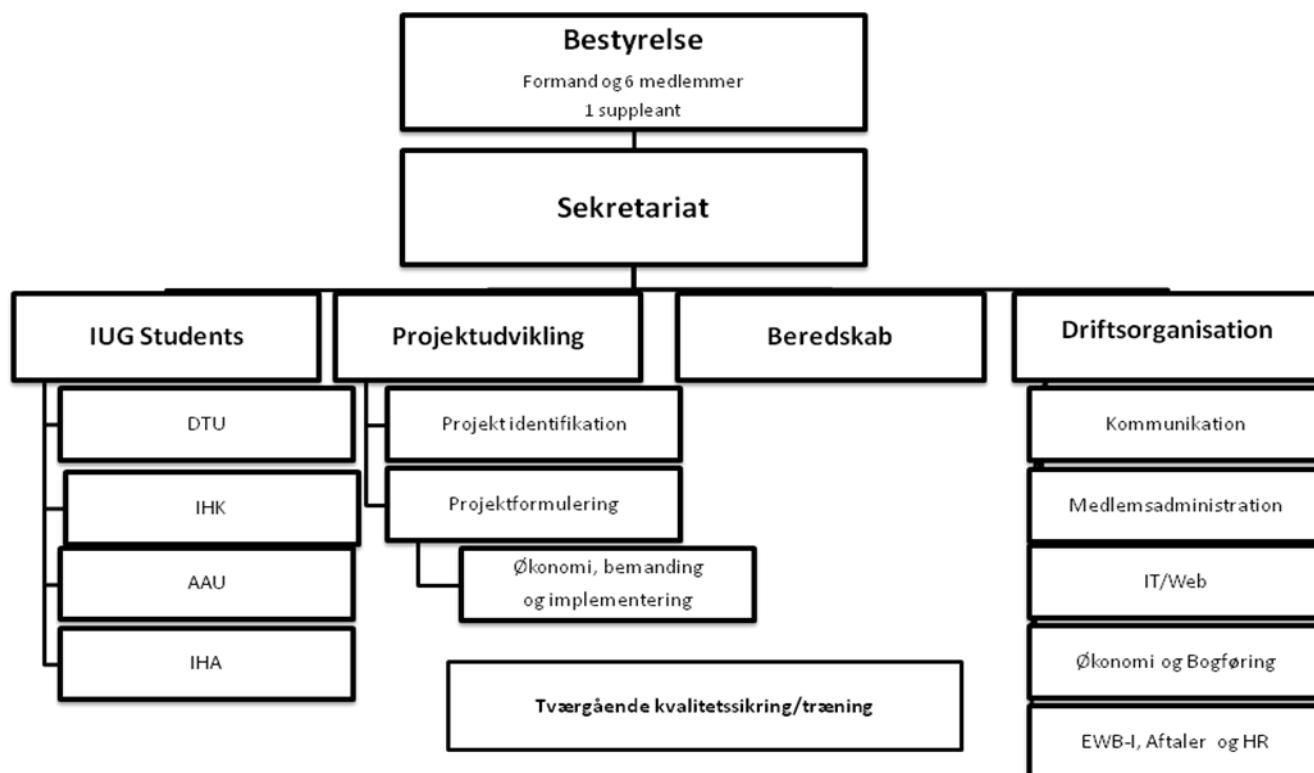 Bestyrelse
Formand og 6 medlemmer
1 suppleant
Sekretariat
IUG Students
Projektudvikling
Beredskab
Driftsorganisation
DTU
IHK
AAU
IHA
Projekt identifikation
Projektformulering
Økonomi, bemanding
og implementering
Kommunikation
Medlemsadministration
IT/Web
Økonomi og Bogføring
EWB-I, Aftaler og HR
Tværgående kvalitetssikring/træning